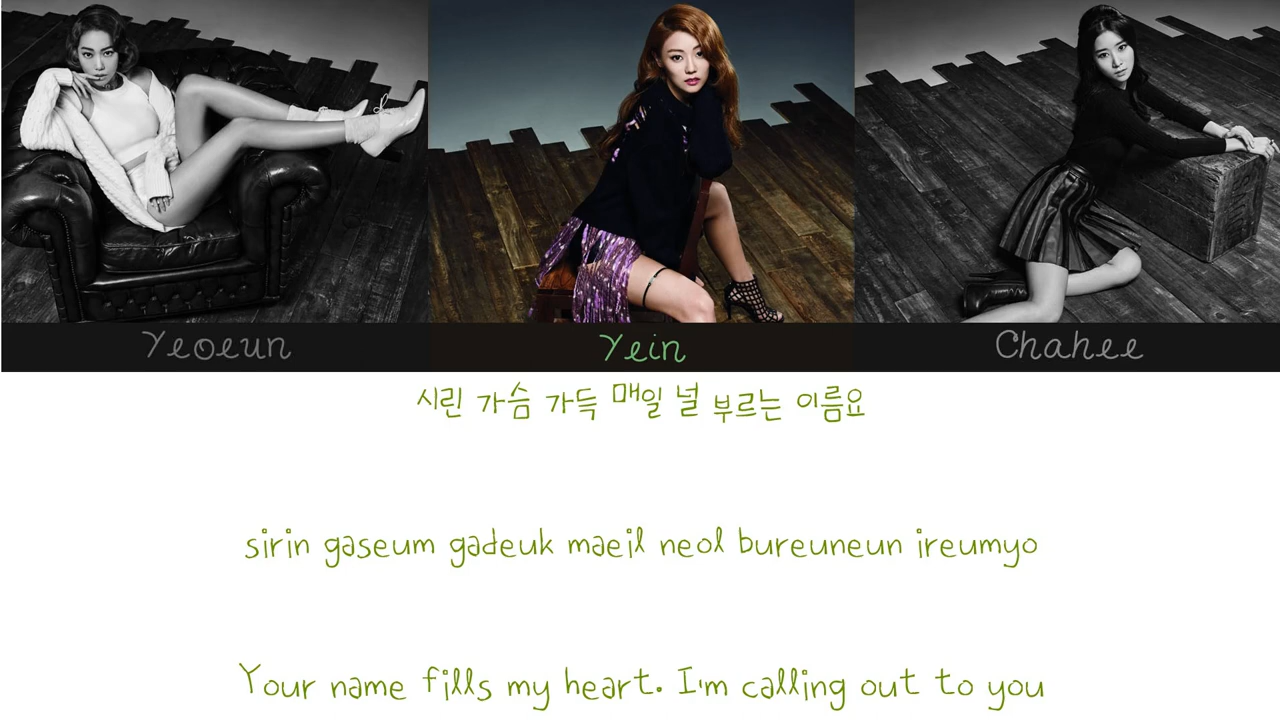 Yeoeun
Yein
Chahee
시린 가슴 가득 매일 널 부르는 이름요
sirin gaseum gadeuk maeil neol bureuneun ireumyo
Your name fills my heart. I'm calling out to you